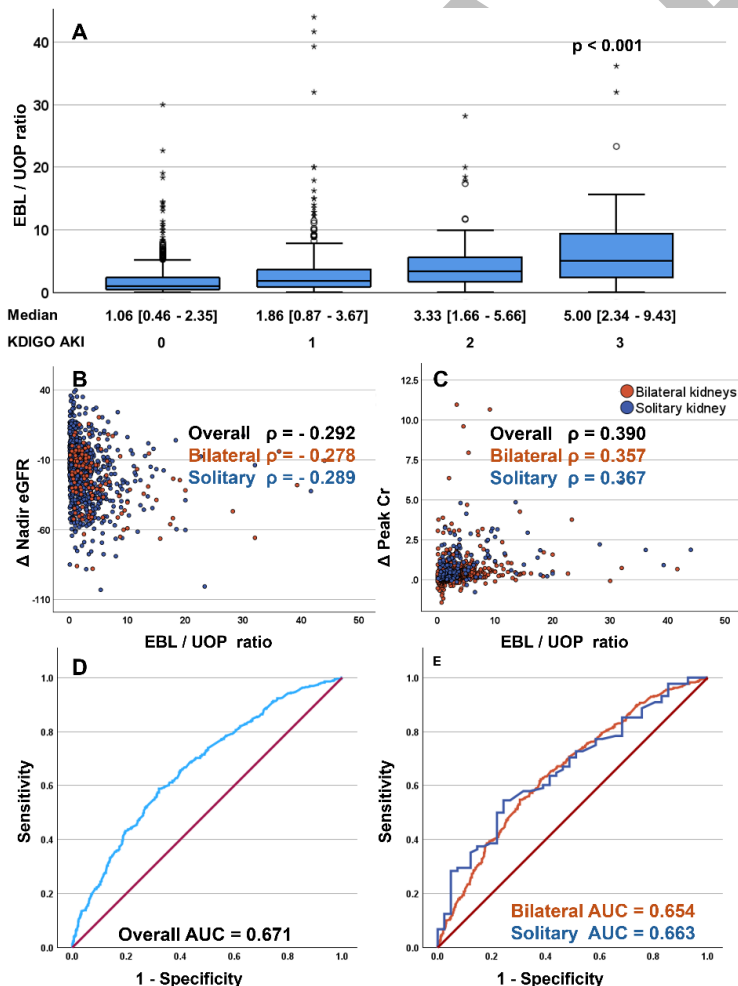 A
p < 0.001
EBL / UOP ratio
40
30
20
10
0
Median 1.06 [0.46 - 2.35] 1.86 [0.87 - 3.67] 3.33 [1.66 - 5.66] 5.00 [2.34 - 9.43]
KDIGO AKI 0 1 2 3
B
Overall ρ = - 0.292
Bilateral ρ = - 0.278
Solitary ρ = - 0.289
Δ Nadir eGFR
40
-10
-60
-110
0 10 20 30 40 50
EBL / UOP ratio
C
Bilateral kidneys
Solitary kidney
Overall ρ = 0.390
Bilateral ρ = 0.357
Solitary ρ = 0.367
Δ Peak Cr
12.5
10.0
7.5
5.0
2.5
.0
0 10 20 30 40 50
EBL / UOP ratio
D
Sensitivity
1.0
0.8
0.6
0.4
0.2
0.0
Overall AUC = 0.671
0.0 0.2 0.4 0.6 0.8 1.0
1 - Specificity
E
Sensitivity
1.0
0.8
0.6
0.4
0.2
0.0
Bilateral AUC = 0.654
Solitary AUC = 0.663
0.0 0.2 0.4 0.6 0.8 1.0
1 - Specificity